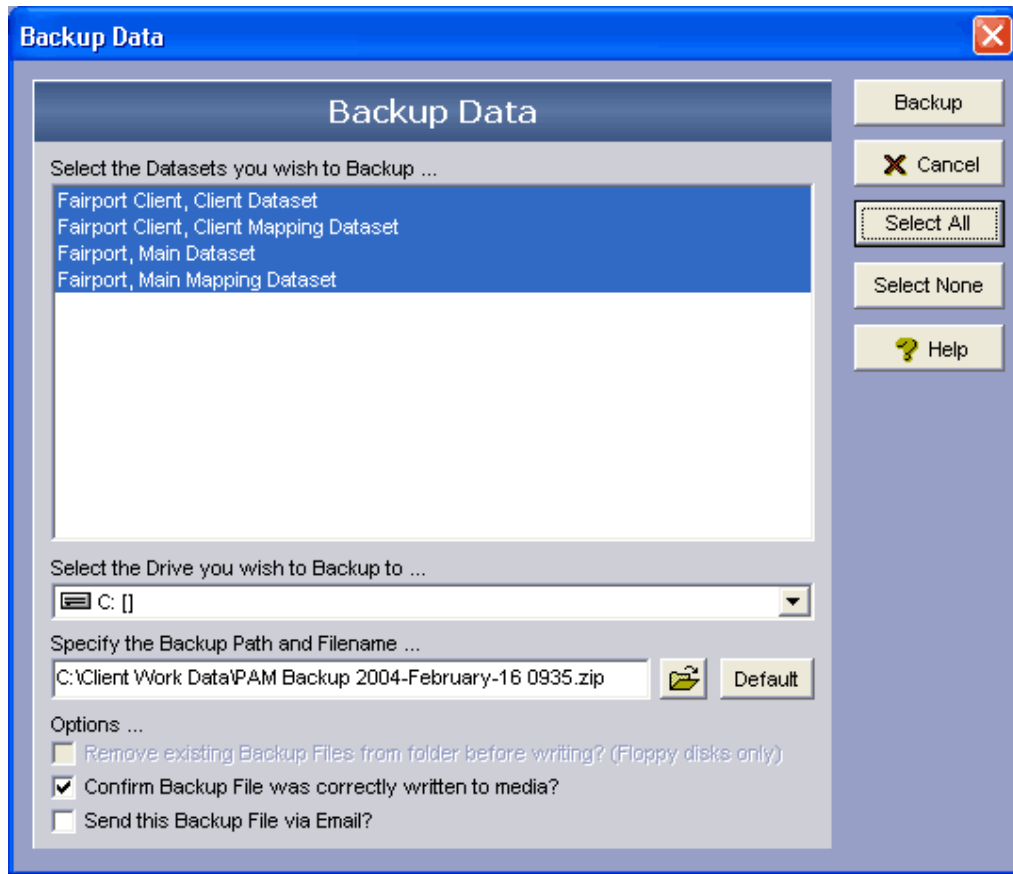 Backup Data
Backup Data
Select the Datasets you wish to Backup ...
Fairport Client, Client Dataset
Fairport Client, Client Mapping Dataset
Fairport, Main Dataset
Fairport, Main Mapping Dataset
Select the Drive you wish to Backup to ...
C: []
Specify the Backup Path and Filename ...
C:\Client Work Data\PAM Backup 2004-February-16 0935.zip
Default
Options ...
Remove existing Backup Files from folder before writing? (Floppy disks only)
Confirm Backup File was correctly written to media?
Send this Backup File via Email?
Backup
Cancel
Select All
Select None
Help